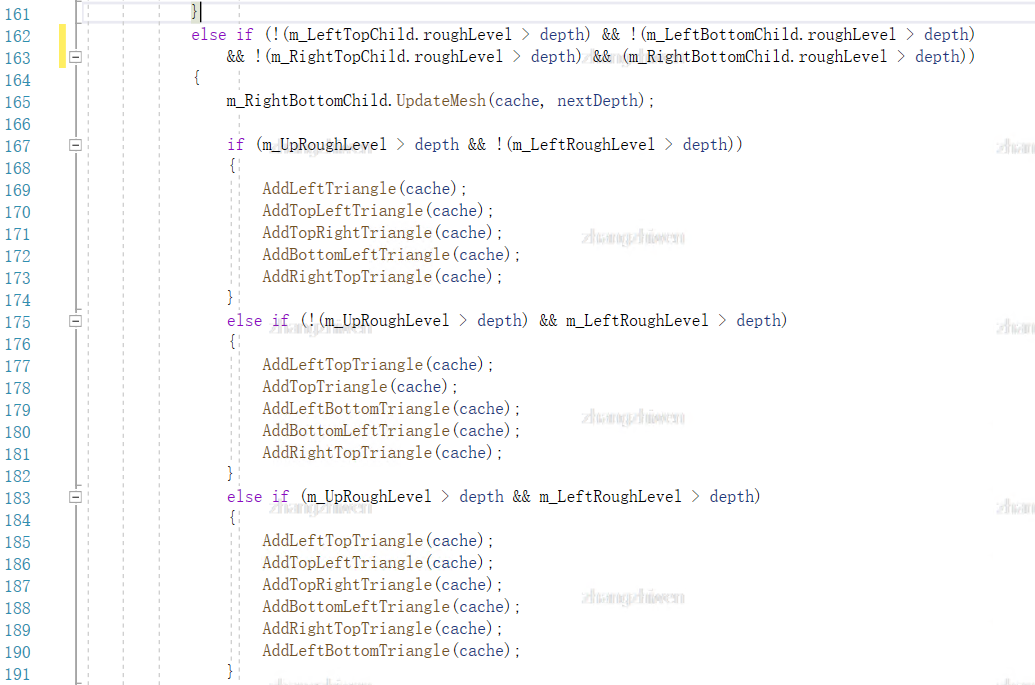 161 }
162 else if (!(m_LeftTopChild.roughLevel > depth) && !(m_LeftBottomChild.roughLevel > depth)
163 && !(m_RightTopChild.roughLevel > depth) && (m_RightBottomChild.roughLevel > depth))
164 {
165 m_RightBottomChild.UpdateMesh(cache, nextDepth);
166
167 if (m_UpRoughLevel > depth && !(m_LeftRoughLevel > depth))
168 {
169 AddLeftTriangle(cache);
170 AddTopLeftTriangle(cache);
171 AddTopRightTriangle(cache);
172 AddBottomLeftTriangle(cache);
173 AddRightTopTriangle(cache);
174 }
175 else if (!(m_UpRoughLevel > depth) && m_LeftRoughLevel > depth)
176 {
177 AddLeftTopTriangle(cache);
178 AddTopTriangle(cache);
179 AddLeftBottomTriangle(cache);
180 AddBottomLeftTriangle(cache);
181 AddRightTopTriangle(cache);
182 }
183 else if (m_UpRoughLevel > depth && m_LeftRoughLevel > depth)
184 {
185 AddLeftTopTriangle(cache);
186 AddTopLeftTriangle(cache);
187 AddTopRightTriangle(cache);
188 AddBottomLeftTriangle(cache);
189 AddRightTopTriangle(cache);
190 AddLeftBottomTriangle(cache);
191 }